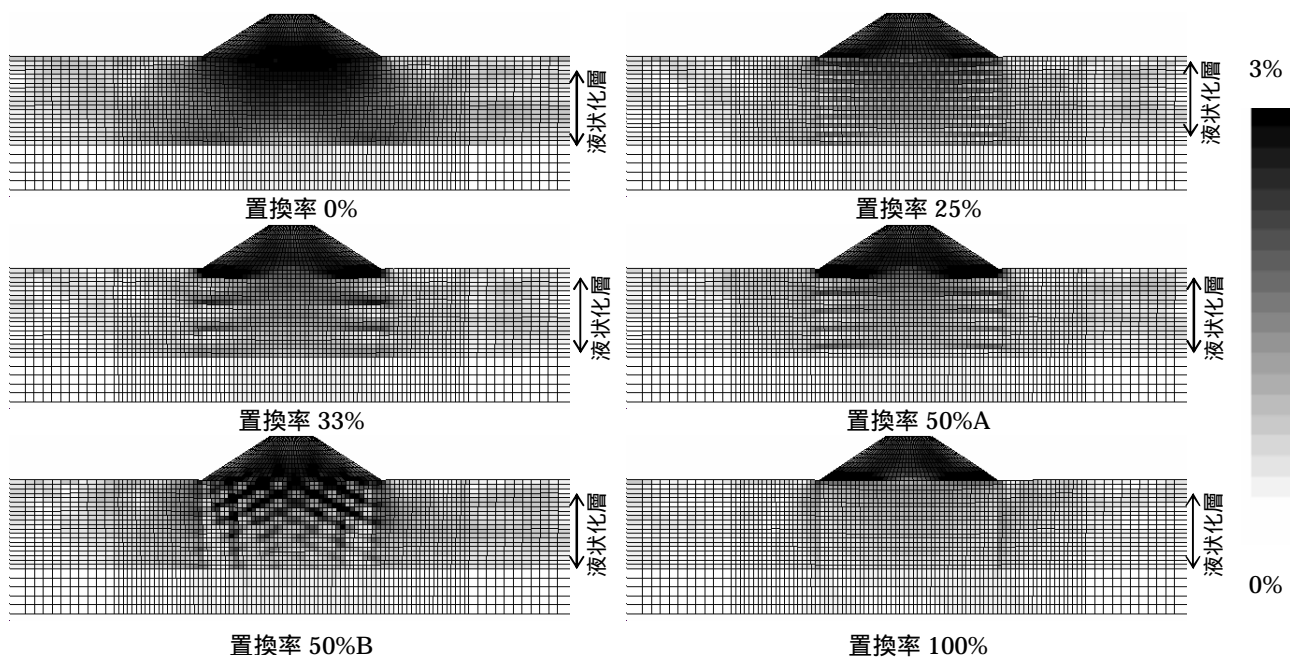 液状化層
液状化層
3%
置換率 0%
置換率 25%
液状化層
液状化層
置換率 33%
置換率 50%A
液状化層
液状化層
0%
置換率 50%B
置換率 100%